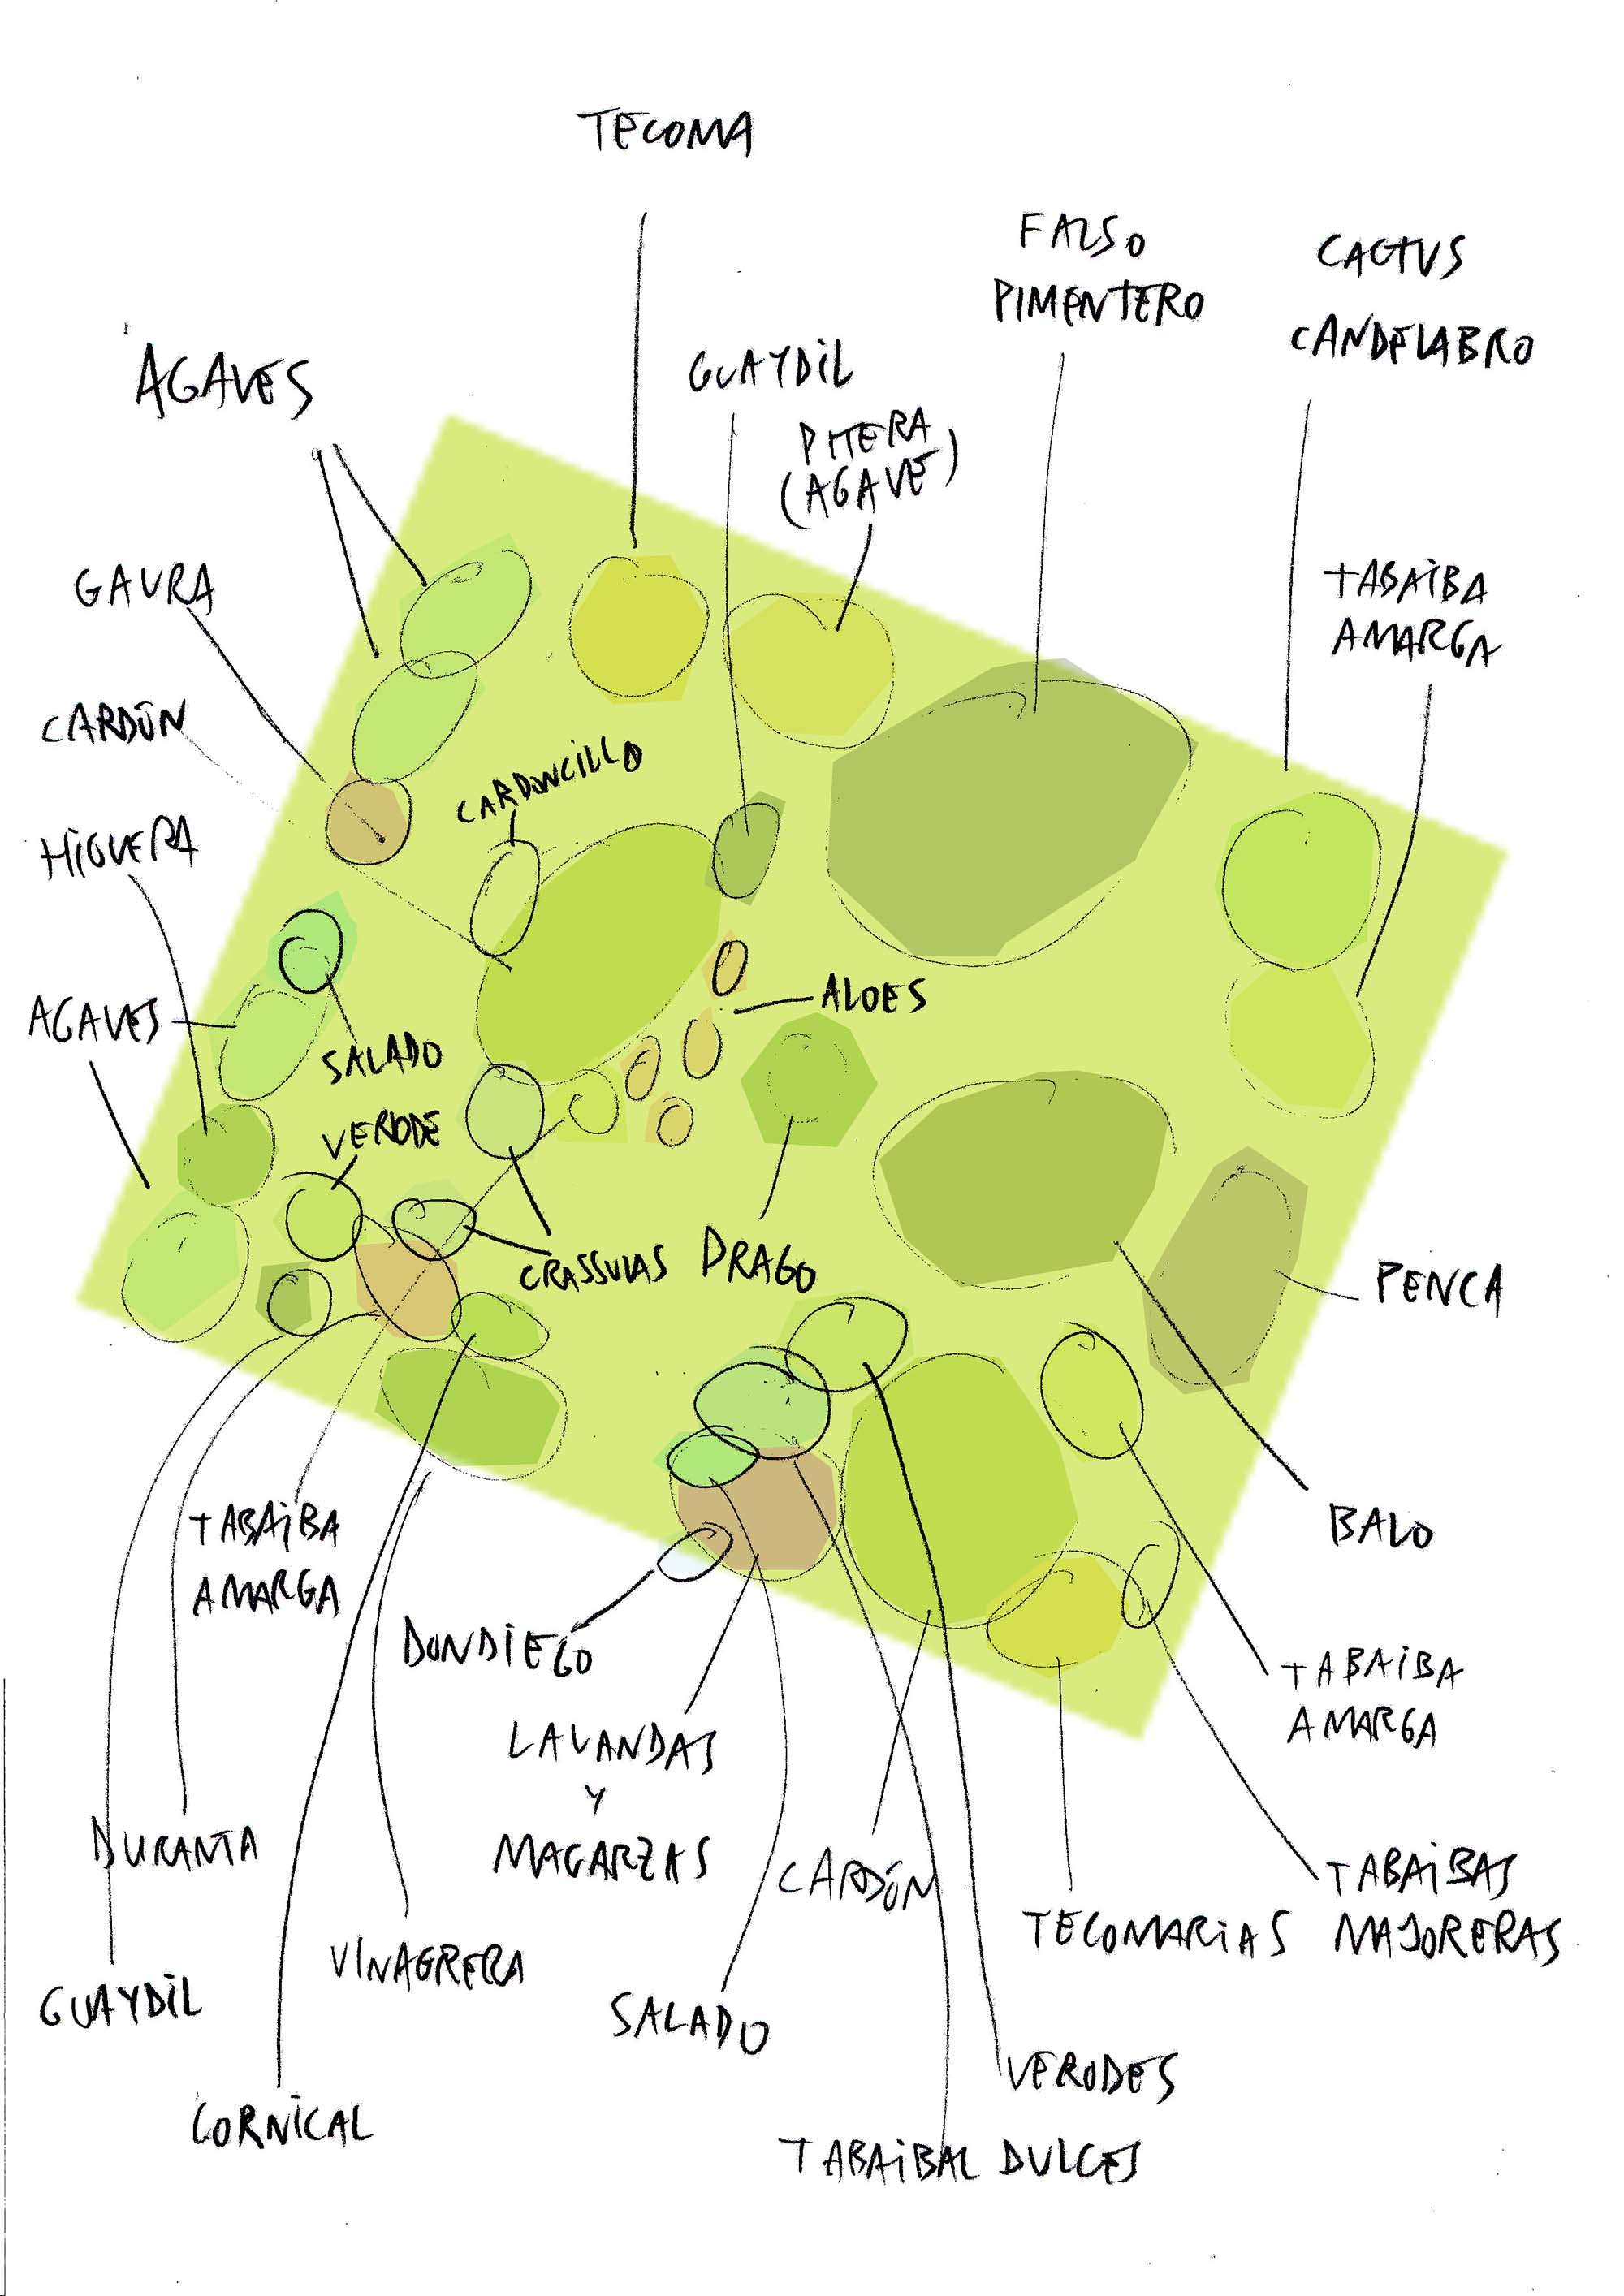 TECOMA
FALSO
PIMENTERO
CACTUS
CANDELABRO
AGAVES
GUAYDIL
PITERA
(AGAVE)
GAURA
TABAIBA
AMARGA
CARDÓN
CARDONCILLO
HIGUERA
AGAVES
ALOES
SALADO
VERODE
CRASSULAS
DRAGO
PENCA
BALO
TABAIBA
AMARGA
DONDIEGO
TABAIBA
AMARGA
LAVANDAS
Y
MAGARZAS
DURANTA
CARDÓN
TABAIBAS
MAJORERAS
TECOMARIAS
VINAGRERA
GUAYDIL
SALADO
VERODES
CORNICAL
TABAIBAL DULCES